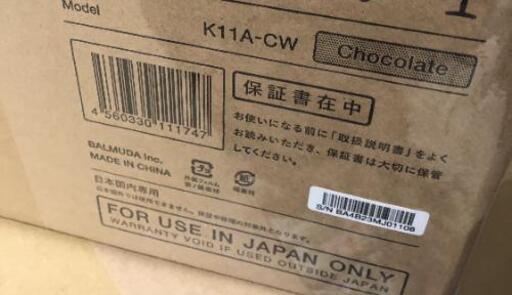 Model
K11A-CW
Chocolate
4 560330 111747
保証書在中
お使いになる前に「取扱説明書」をよく
お読みいただき、保証書は大切に保管
してください。
BALMUDA Inc.
MADE IN CHINA
紙
S/N BA4B23MJ01108
日本国内専用
FOR USE IN JAPAN ONLY
WARRANTY VOID IF USED OUTSIDE JAPAN